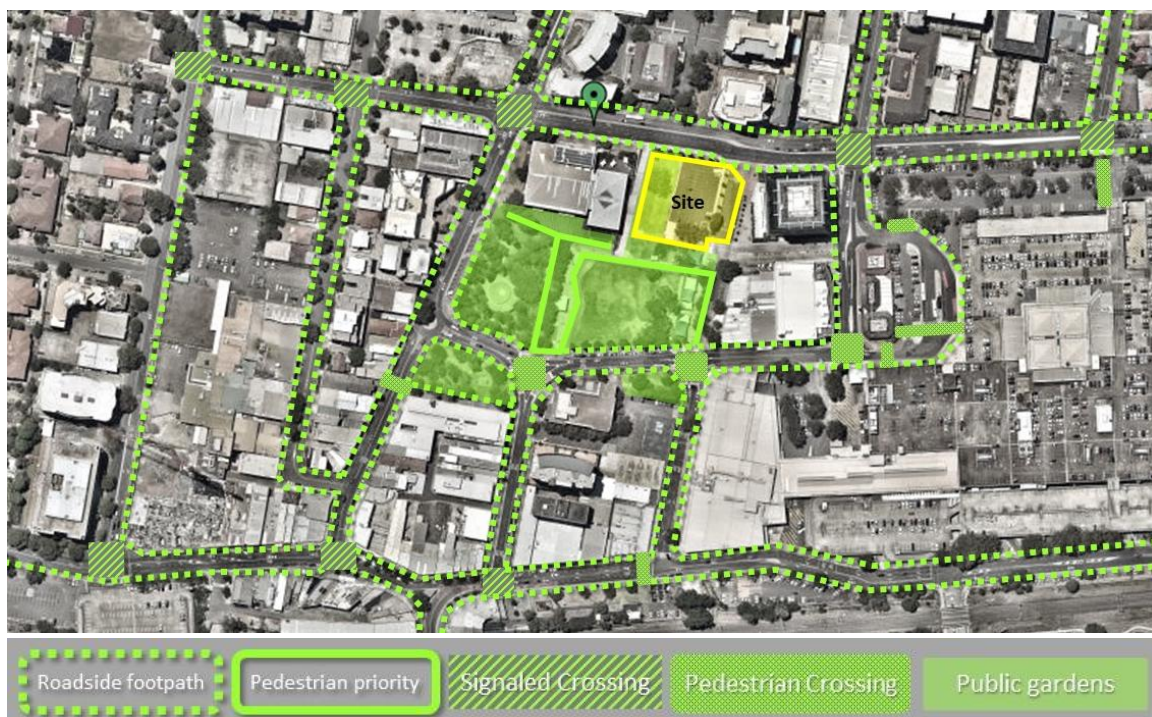 Site
Roadside footpath
Pedestrian priority
Signaled Crossing
Pedestrian Crossing
Public gardens